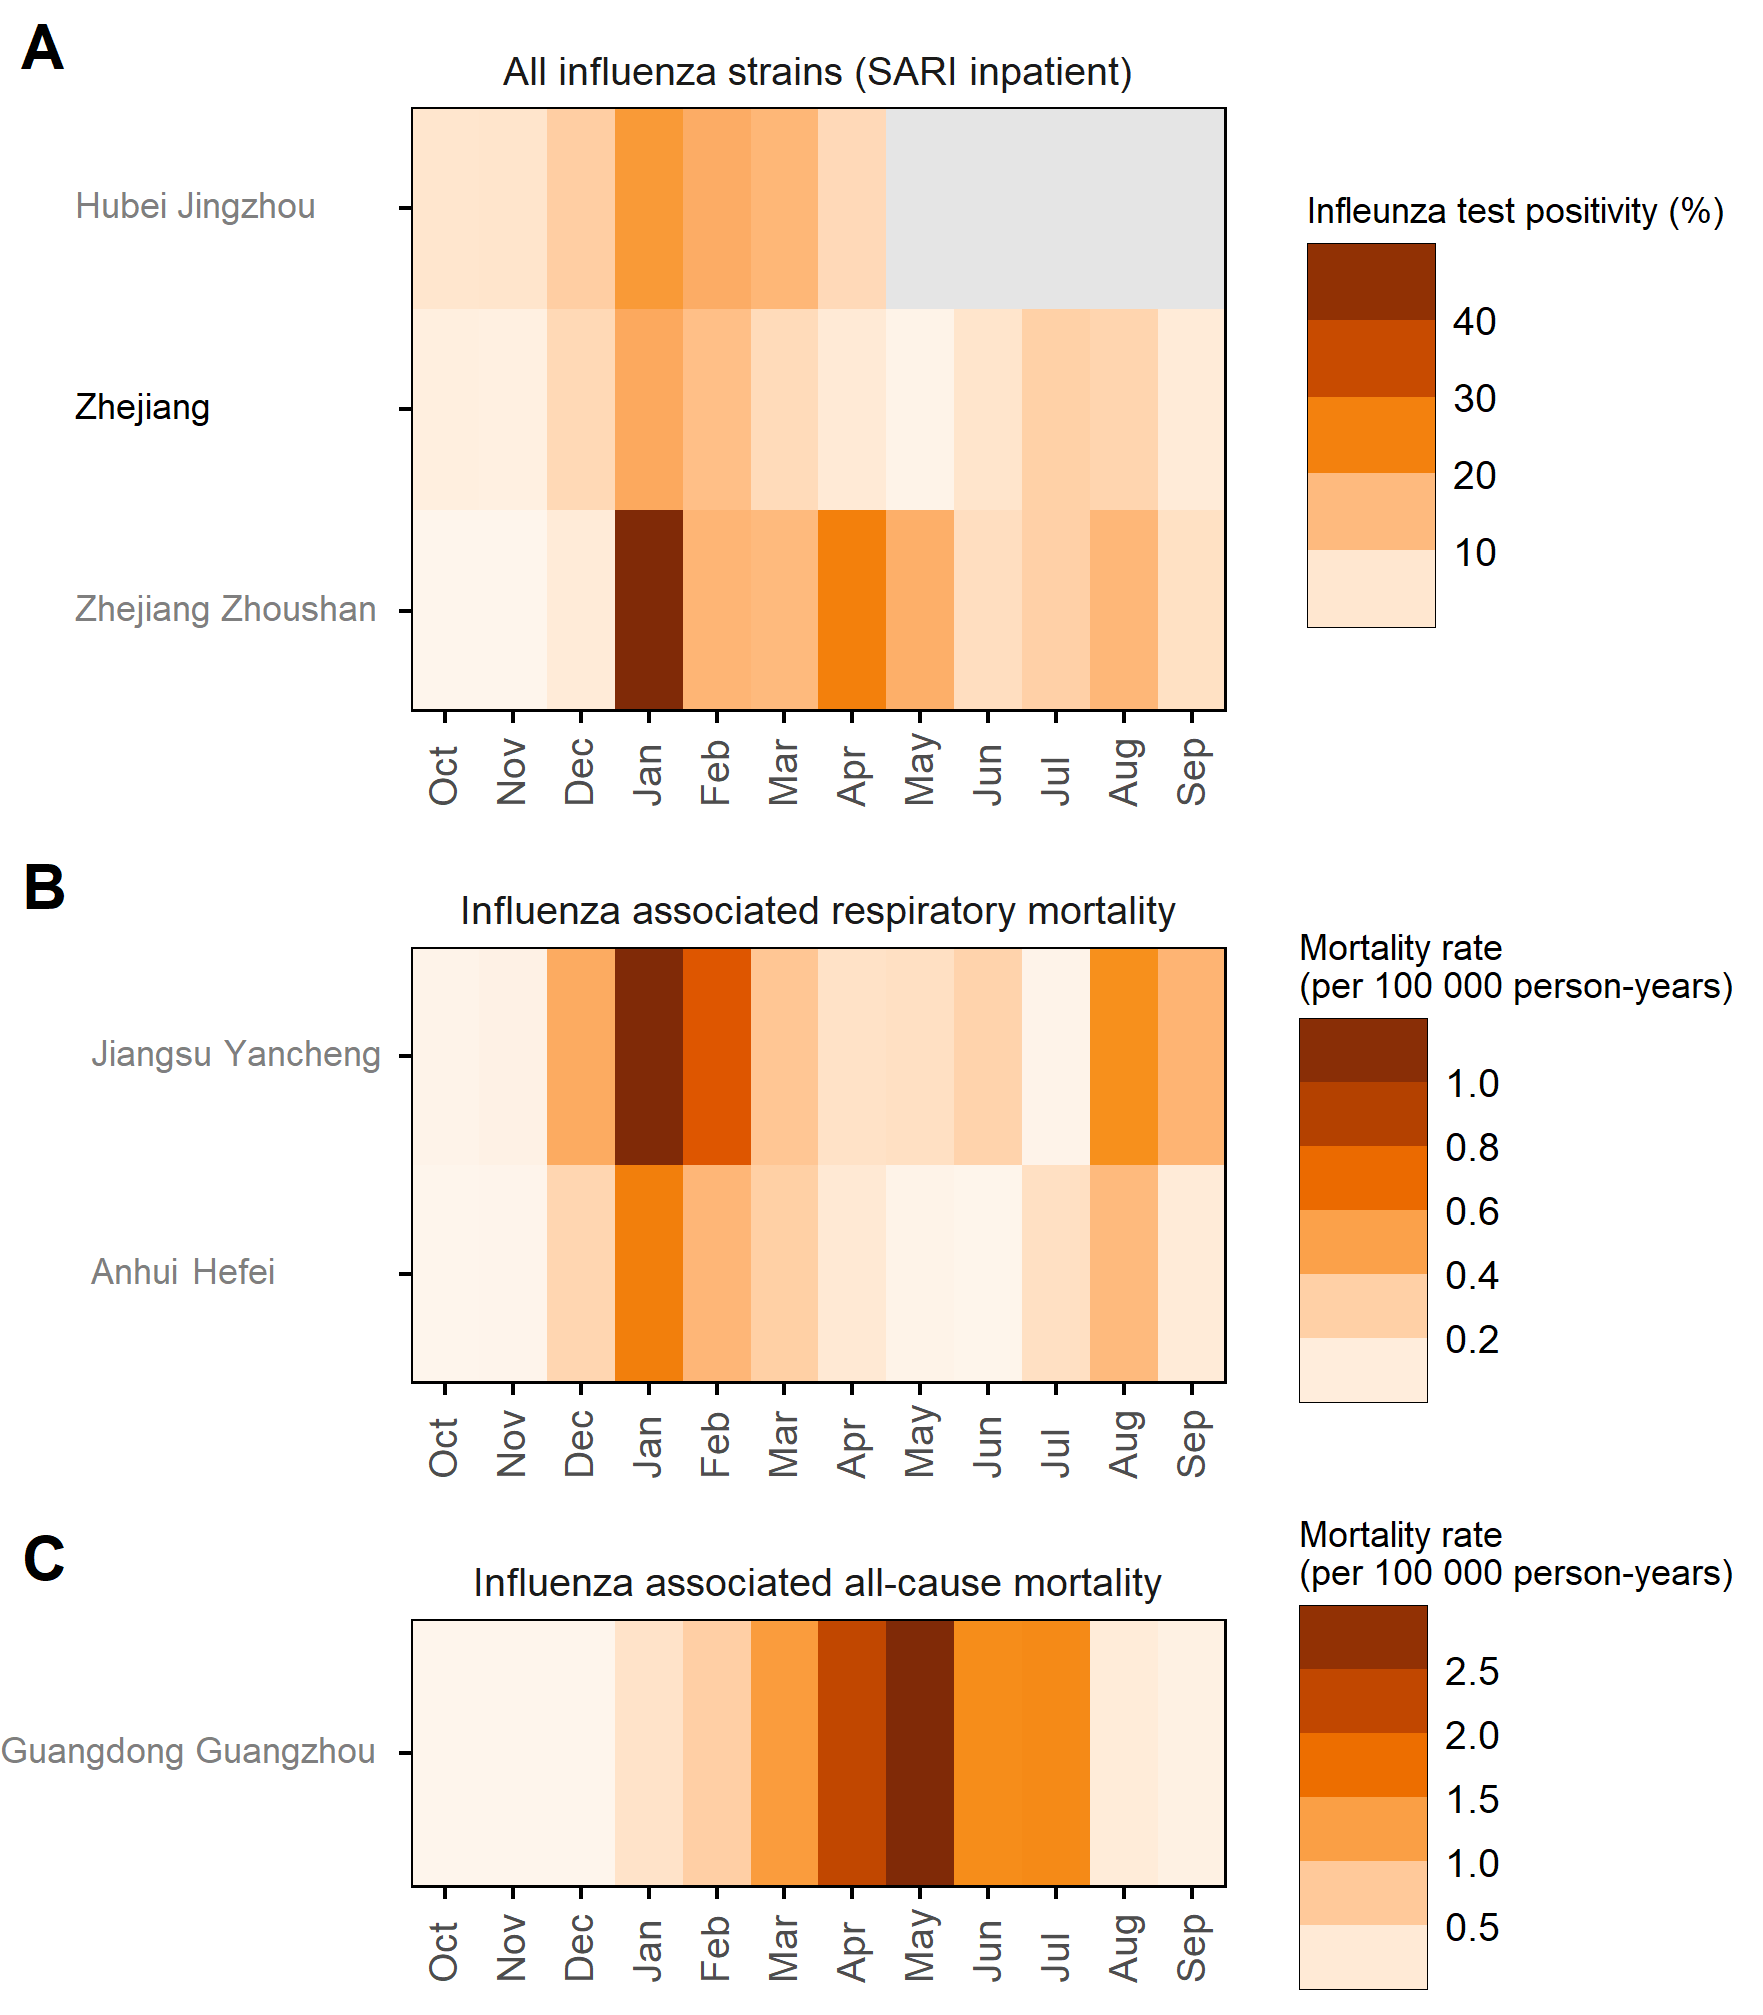 A
All influenza strains (SARI inpatient)
Hubei Jingzhou
Zhejiang
Zhejiang Zhoushan
Oct
Nov
Dec
Jan
Feb
Mar
Apr
May
Jun
Jul
Aug
Sep
Infleunza test positivity (%)
40
30
20
10
B
Influenza associated respiratory mortality
Jiangsu Yancheng
Anhui Hefei
Oct
Nov
Dec
Jan
Feb
Mar
Apr
May
Jun
Jul
Aug
Sep
Mortality rate
(per 100 000 person-years)
1.0
0.8
0.6
0.4
0.2
C
Influenza associated all-cause mortality
Guangdong Guangzhou
Oct
Nov
Dec
Jan
Feb
Mar
Apr
May
Jun
Jul
Aug
Sep
Mortality rate
(per 100 000 person-years)
2.5
2.0
1.5
1.0
0.5